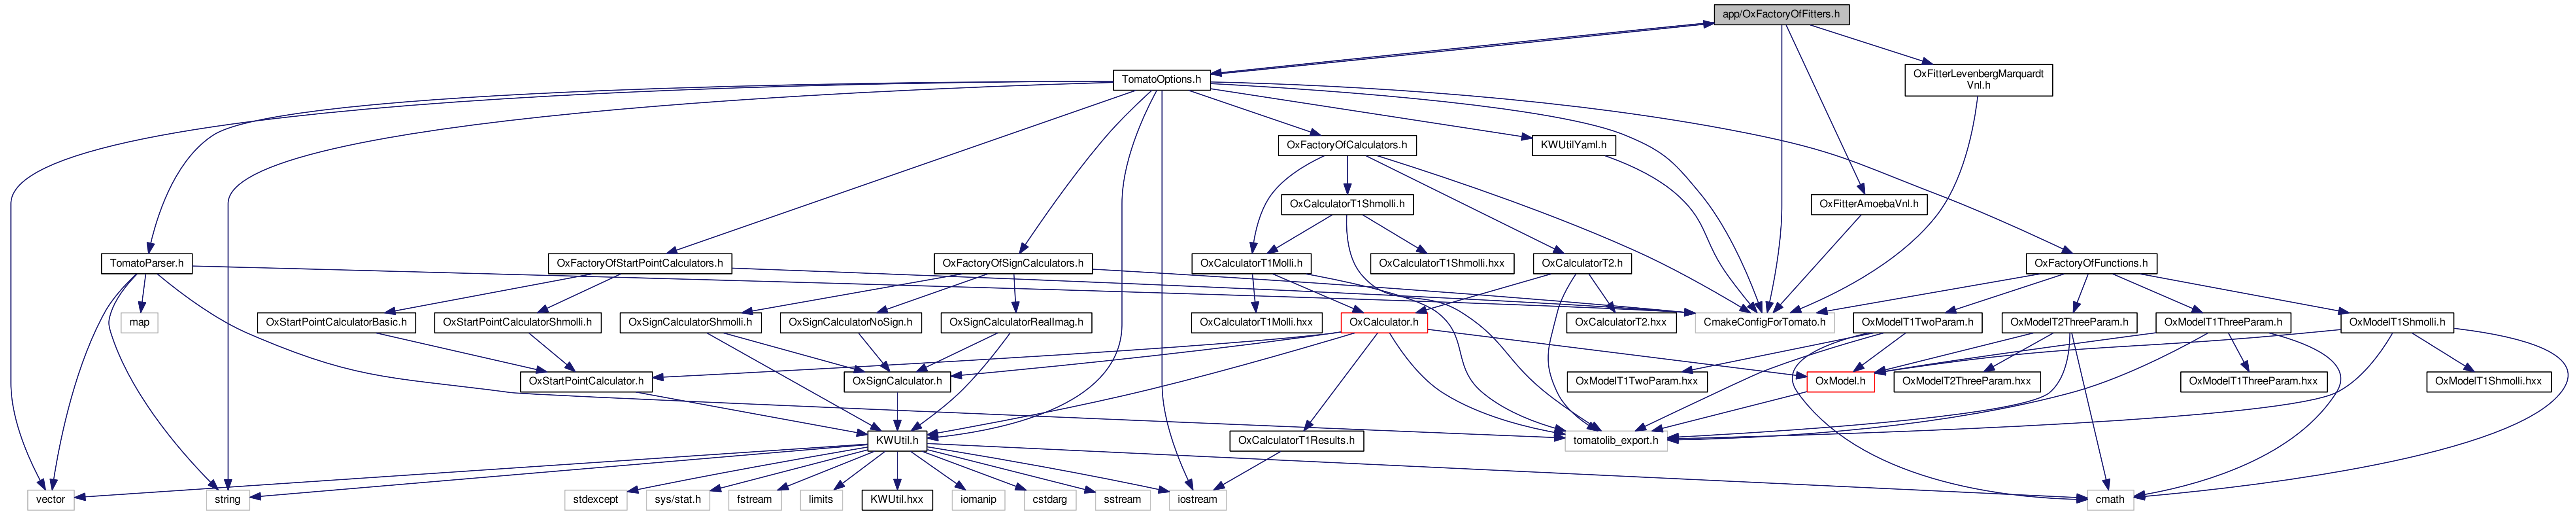 app/OxFactoryOfFitters.h
TomatoOptions.h
OxFitterLevenbergMarquardt
Vnl.h
OxFactoryOfCalculators.h
KWUtilYaml.h
OxCalculatorT1Shmolli.h
OxFitterAmoebaVnl.h
TomatoParser.h
OxFactoryOfStartPointCalculators.h
OxFactoryOfSignCalculators.h
OxCalculatorT1Molli.h
OxCalculatorT1Shmolli.hxx
OxCalculatorT2.h
OxFactoryOfFunctions.h
map
OxStartPointCalculatorBasic.h
OxStartPointCalculatorShmolli.h
OxSignCalculatorShmolli.h
OxSignCalculatorNoSign.h
OxSignCalculatorRealImag.h
OxCalculatorT1Molli.hxx
OxCalculator.h
OxCalculatorT2.hxx
CmakeConfigForTomato.h
OxModelT1TwoParam.h
OxModelT2ThreeParam.h
OxModelT1ThreeParam.h
OxModelT1Shmolli.h
OxStartPointCalculator.h
OxSignCalculator.h
OxModelT1TwoParam.hxx
OxModel.h
OxModelT2ThreeParam.hxx
OxModelT1ThreeParam.hxx
OxModelT1Shmolli.hxx
KWUtil.h
OxCalculatorT1Results.h
tomatolib_export.h
vector
string
stdexcept
sys/stat.h
fstream
limits
KWUtil.hxx
iomanip
cstdarg
sstream
iostream
cmath